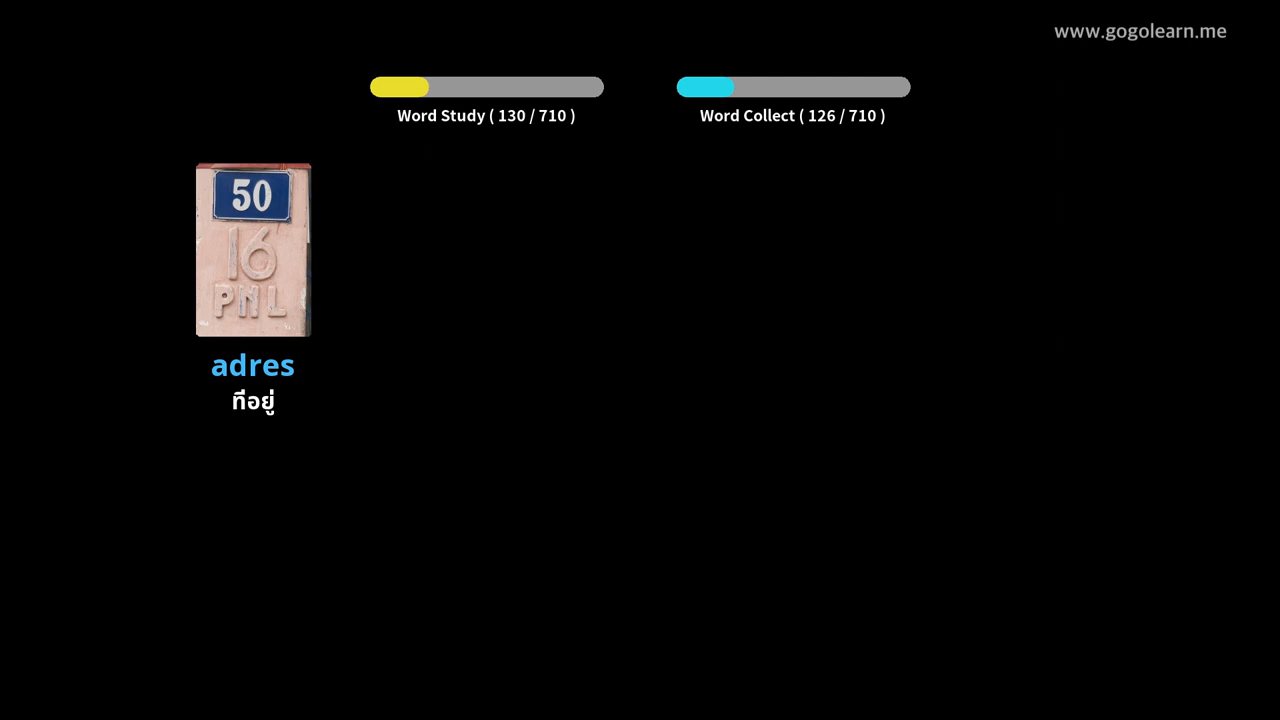 www.gogolearn.me
Word Study ( 130 / 710 )
Word Collect ( 126 / 710 )
50
16
PNL
adres
ที่อยู่